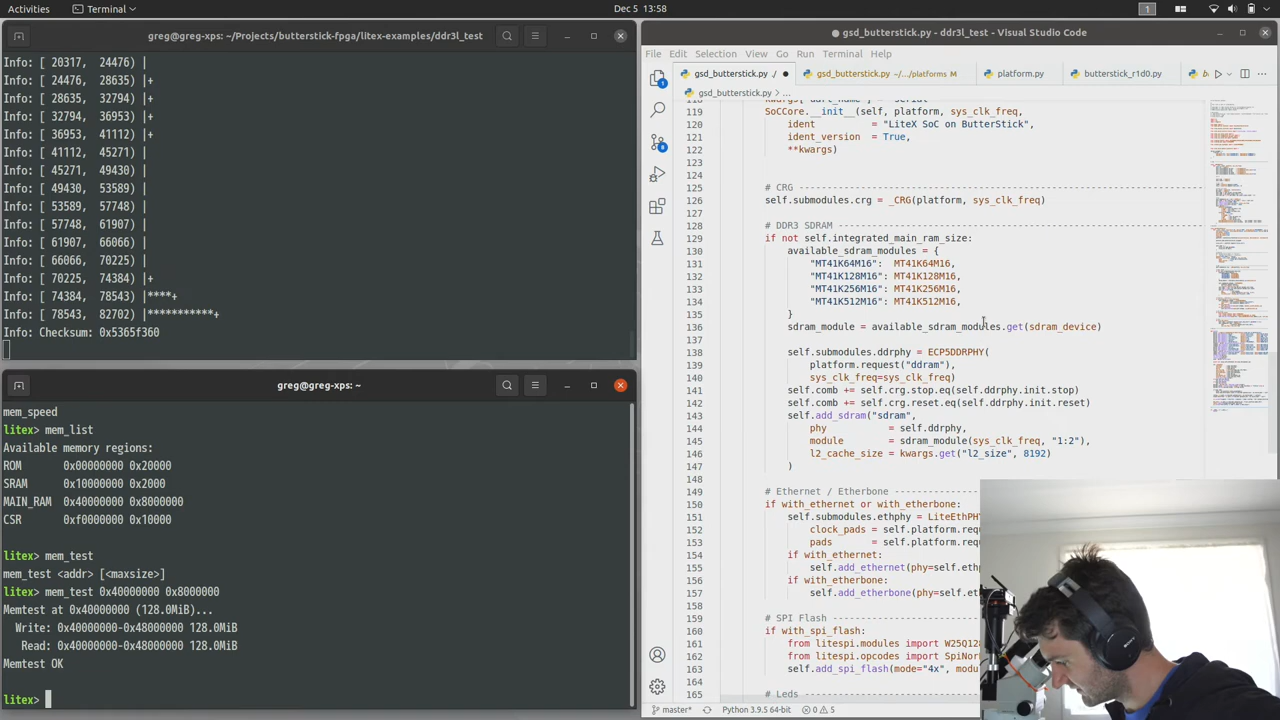 Activities
Terminal
Dec 5 13:58
1
greg@greg-xps: ~/Projects/butterstick-fpga/litex-examples/ddr3l_test
Info: [ 20317, 24476) |
Info: [ 24476, 28635) |+
Info: [ 28635, 32794) |+
Info: [ 32794, 36953) |+
Info: [ 36953, 41112) |+
Info: [ 41112, 45271) |+
Info: [ 45271, 49430) |
Info: [ 49430, 53589) |+
Info: [ 53589, 57748) |+
Info: [ 57748, 61907) |+
Info: [ 61907, 66066) |+
Info: [ 66066, 70225) |
Info: [ 70225, 74384) |*+
Info: [ 74384, 78543) |****+
Info: [ 78543, 82702) |***********+
Info: Checksum: 0x5365f360
greg@greg-xps: ~
mem_speed
litex> mem_list
Available memory regions:
ROM 0x00000000 0x20000
SRAM 0x10000000 0x2000
MAIN_RAM 0x40000000 0x8000000
CSR 0xf0000000 0x10000
litex> mem_test
mem_test <addr> [<maxsize>]
litex> mem_test 0x40000000 0x8000000
Memtest at 0x40000000 (128.0MiB)...
Write: 0x40000000-0x48000000 128.0MiB
Read: 0x40000000-0x48000000 128.0MiB
Memtest OK
litex>
● gsd_butterstick.py - ddr3l_test - Visual Studio Code
File Edit Selection View Go Run Terminal Help
gsd_butterstick.py ./ ●
gsd_butterstick.py ~/.../platforms M
platform.py
butterstick_r1d0.py
gsd_butterstick.py > ...
119 SoCCore.__init__(self, platform, sys_clk_freq,
120 ident = "LiteX SoC on ButterStick",
121 ident_version = True,
122 **kwargs)
123
124
125 # CRG
126 self.submodules.crg = _CRG(platform, sys_clk_freq)
127
128 # DDR3 SDRAM
129 if not self.integrated_main_ram_size:
130 available_sdram_modules = {
131 "MT41K64M16": MT41K64M16,
132 "MT41K128M16": MT41K128M16,
133 "MT41K256M16": MT41K256M16,
134 "MT41K512M16": MT41K512M16,
135 }
136 sdram_module = available_sdram_modules.get(sdram_device)
137
138 self.submodules.ddrphy = ECP5DDRPHY(
139 platform.request("ddram"),
140 sys_clk_freq=sys_clk_freq)
141 self.comb += self.crg.stop.eq(self.ddrphy.init.stop)
142 self.comb += self.crg.reset.eq(self.ddrphy.init.reset)
143 self.add_sdram("sdram",
144 phy = self.ddrphy,
145 module = sdram_module(sys_clk_freq, "1:2"),
146 l2_cache_size = kwargs.get("l2_size", 8192)
147 )
148
149 # Ethernet / Etherbone
150 if with_ethernet or with_etherbone:
151 self.submodules.ethphy = LiteEthPHY
152 clock_pads = self.platform.req
153 pads = self.platform.req
154 if with_ethernet:
155 self.add_ethernet(phy=self.eth
156 if with_etherbone:
157 self.add_etherbone(phy=self.et
158
159 # SPI Flash
160 if with_spi_flash:
161 from litespi.modules import W25Q12
162 from litespi.opcodes import SpiNor
163 self.add_spi_flash(mode="4x", modu
164
165 # Leds
master*
Python 3.9.5 64-bit
0
5